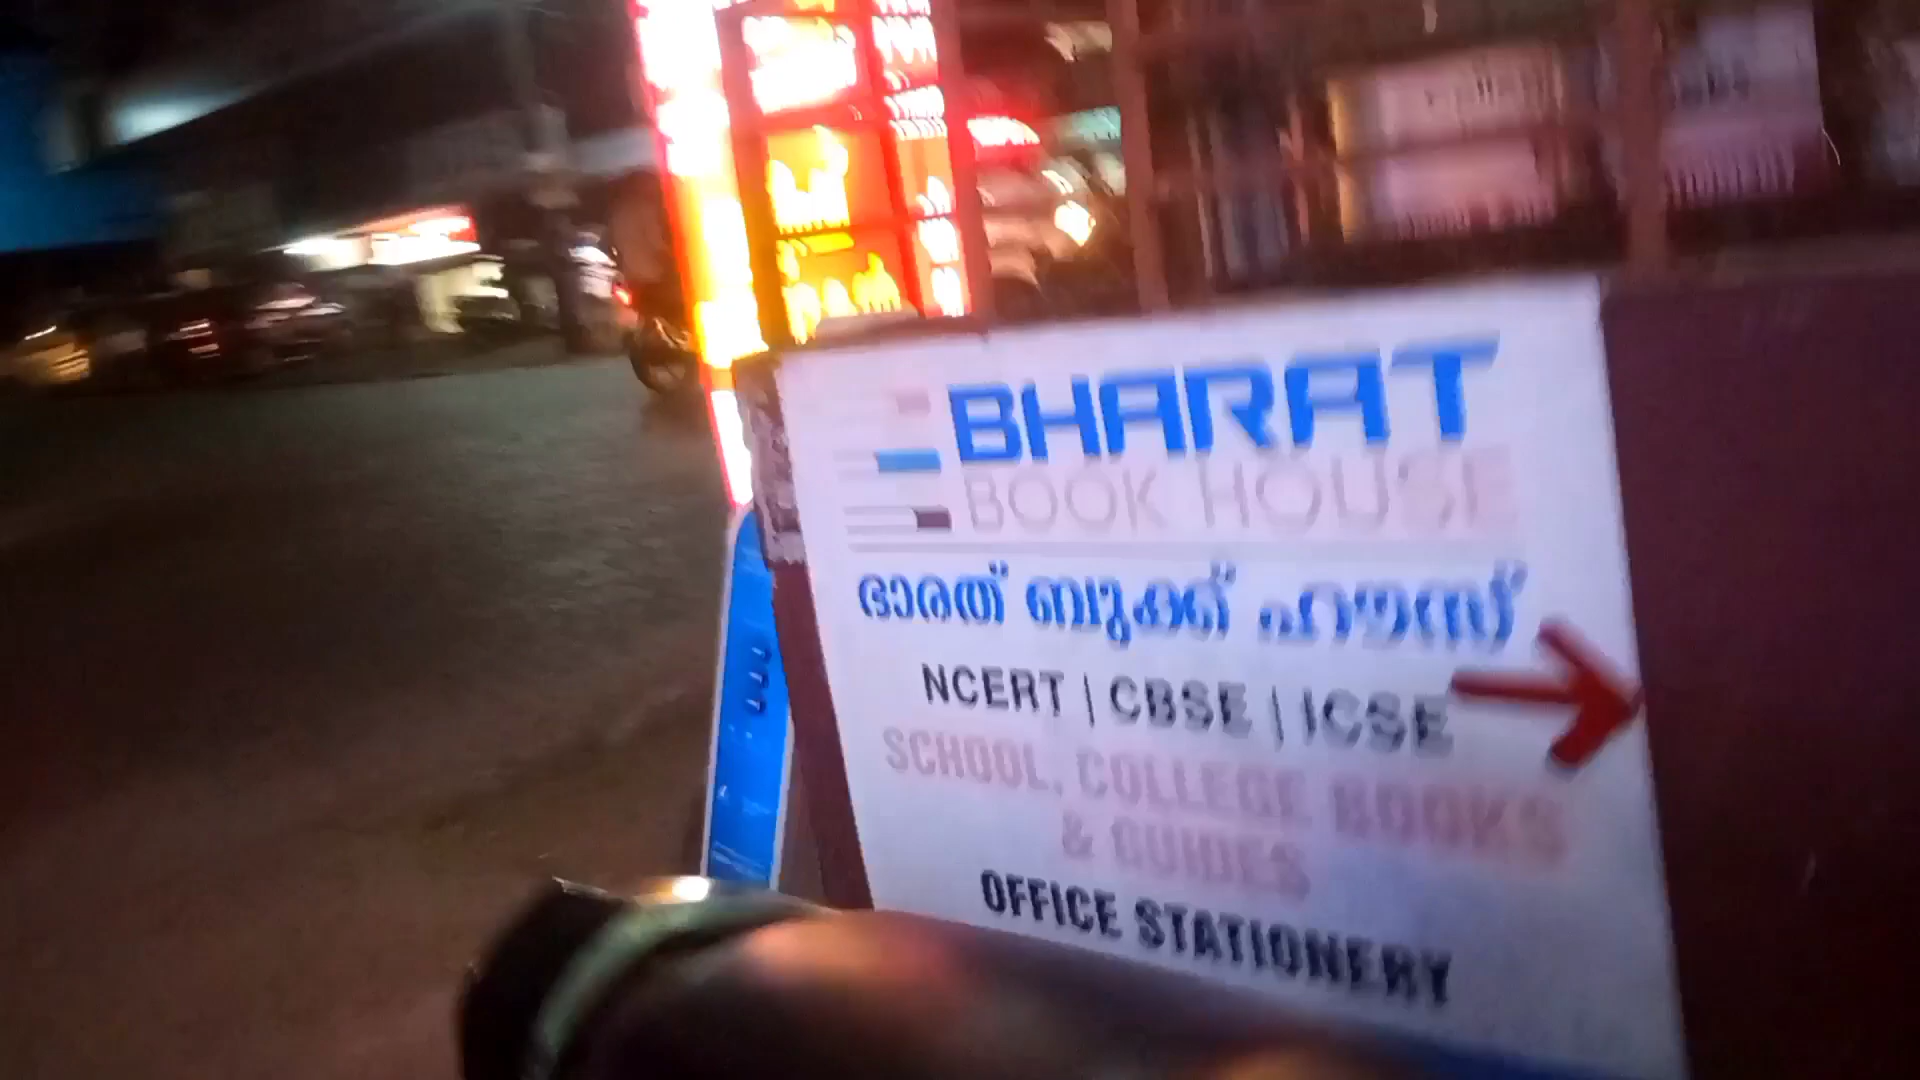 BHARAT
BOOK HOUSE
ഭാരത് ബുക്ക് ഹൗസ്
NCERT | CBSE | ICSE
SCHOOL, COLLEGE BOOKS
& GUIDES
OFFICE STATIONERY